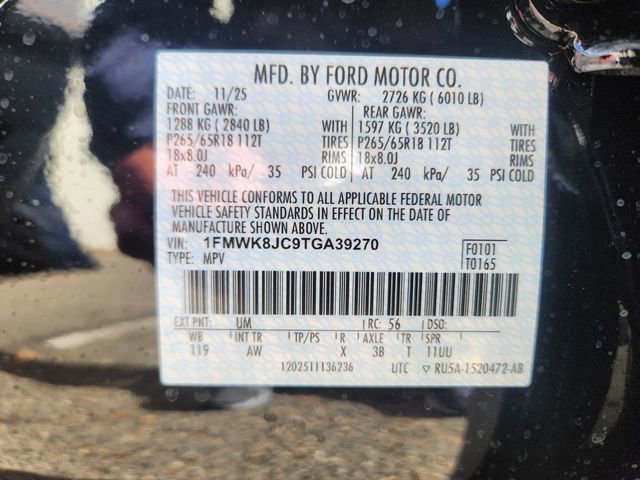 MFD. BY FORD MOTOR CO.
DATE: 11/25 GVWR: 2726 KG ( 6010 LB)
FRONT GAWR: REAR GAWR:
1288 KG ( 2840 LB) WITH 1597 KG ( 3520 LB) WITH
P265/65R18 112T TIRES P265/65R18 112T TIRES
18x8.0J RIMS 18x8.0J RIMS
AT 240 kPa/ 35 PSI COLD AT 240 kPa/ 35 PSI COLD
THIS VEHICLE CONFORMS TO ALL APPLICABLE FEDERAL MOTOR
VEHICLE SAFETY STANDARDS IN EFFECT ON THE DATE OF
MANUFACTURE SHOWN ABOVE.
VIN: 1FMWK8JC9TGA39270 F0101
TYPE: MPV T0165
EXT PNT: UM RC: 56 DSO:
WB INT TR TP/PS R AXLE TR SPR
119 AW X 3B T 11UU
1202511136236 UTC ▽ RU5A-1520472-AB